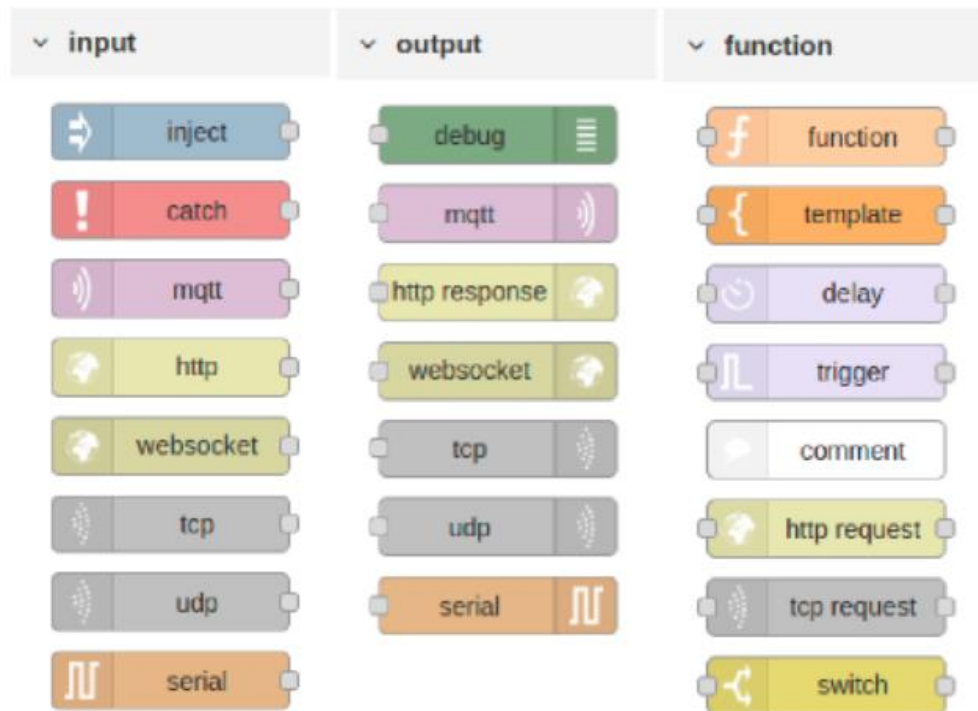 input
inject
catch
mqtt
http
websocket
tcp
udp
serial
output
debug
mqtt
http response
websocket
tcp
udp
serial
function
function
template
delay
trigger
comment
http request
tcp request
switch